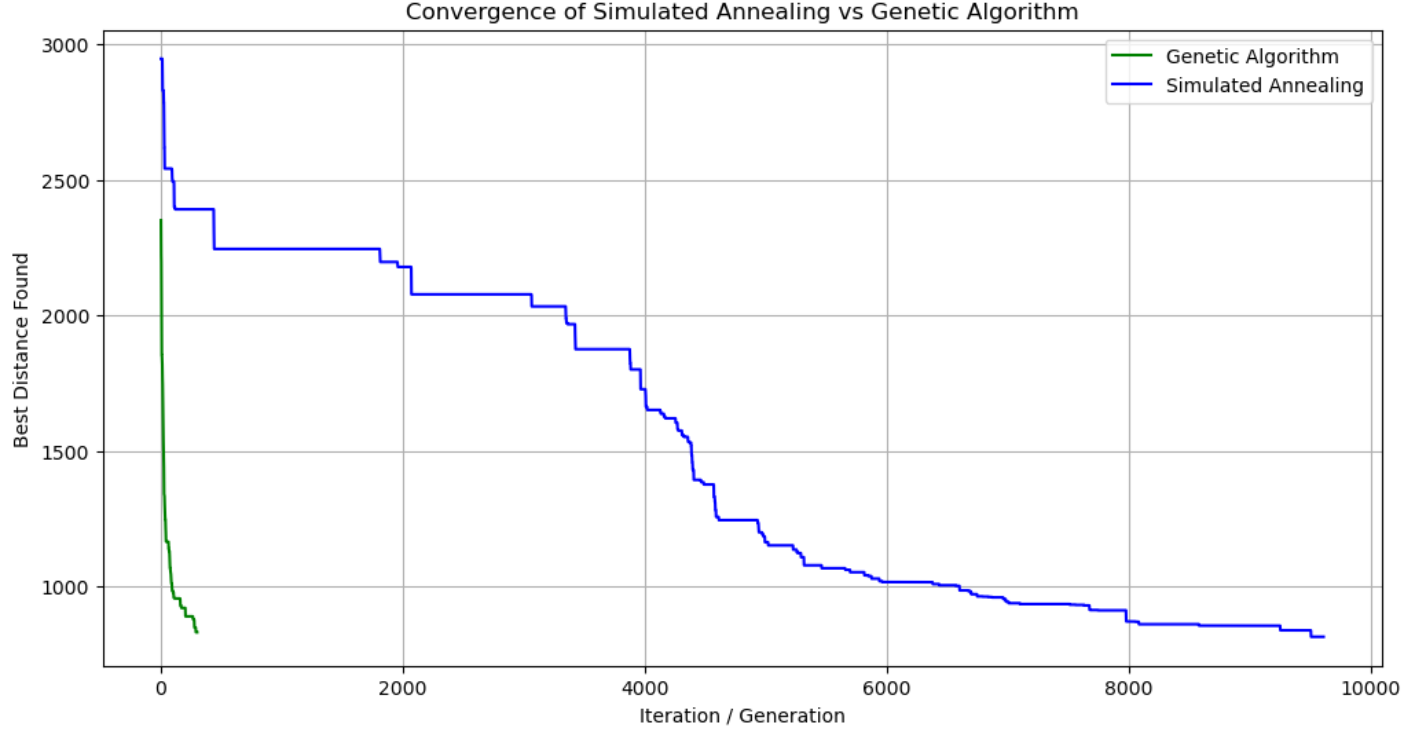 Convergence of Simulated Annealing vs Genetic Algorithm
3000
2500
2000
1500
1000
Best Distance Found
Genetic Algorithm
Simulated Annealing
0
2000
4000
6000
8000
10000
Iteration / Generation